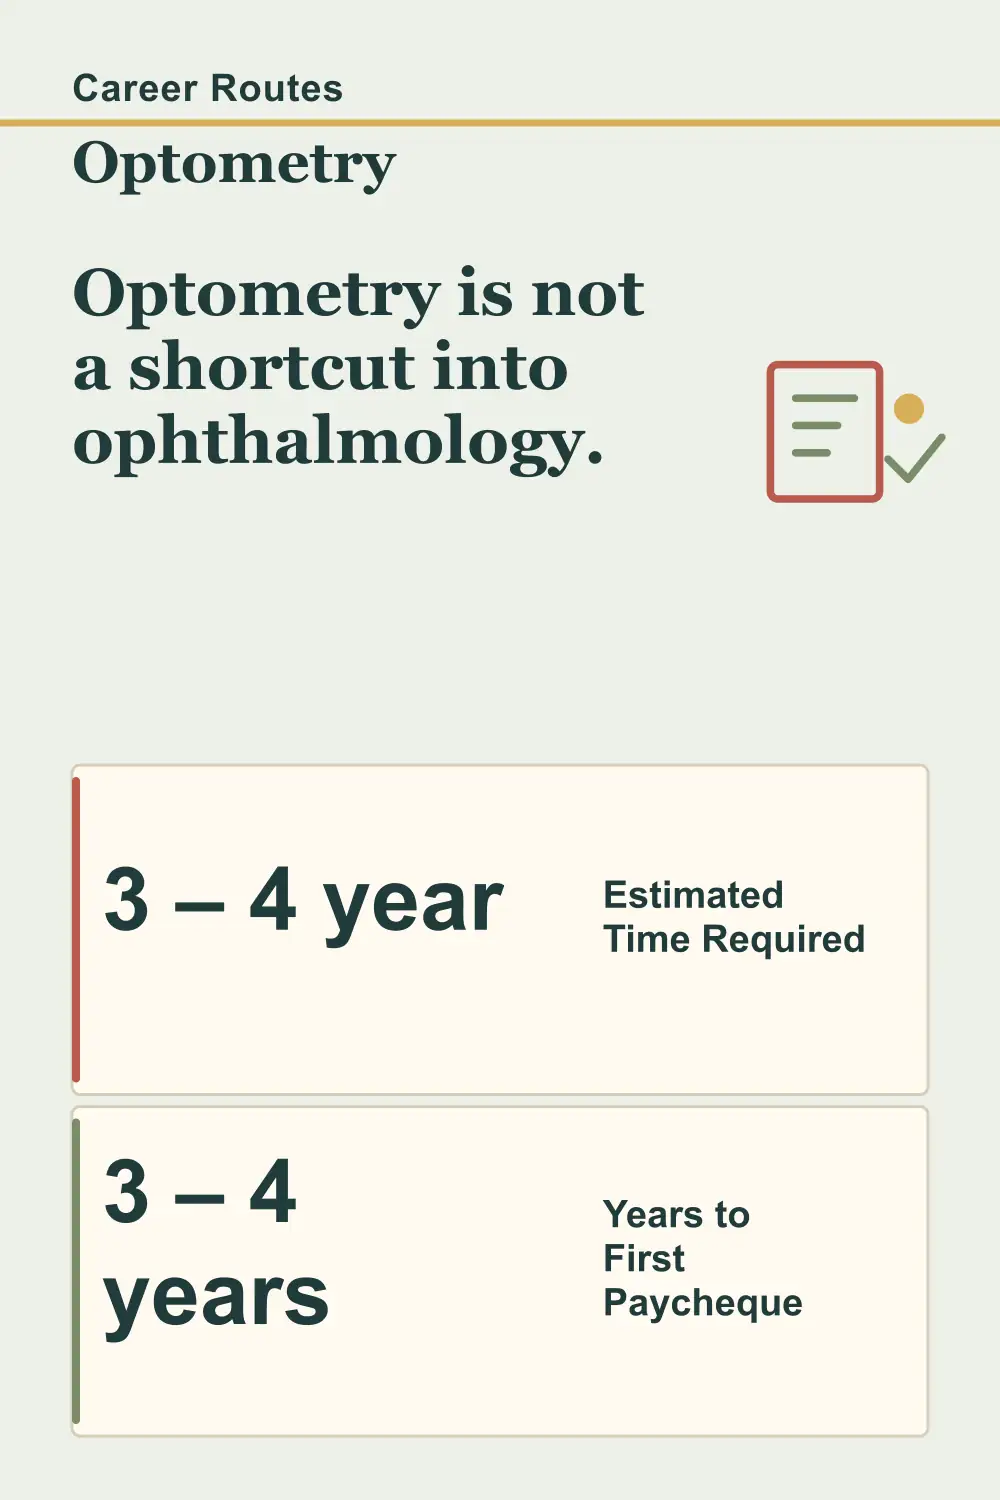 Career Routes
Optometry
Optometry is not
a shortcut into
ophthalmology.
3 – 4 year
Estimated
Time Required
3 – 4
years
Years to
First
Paycheque